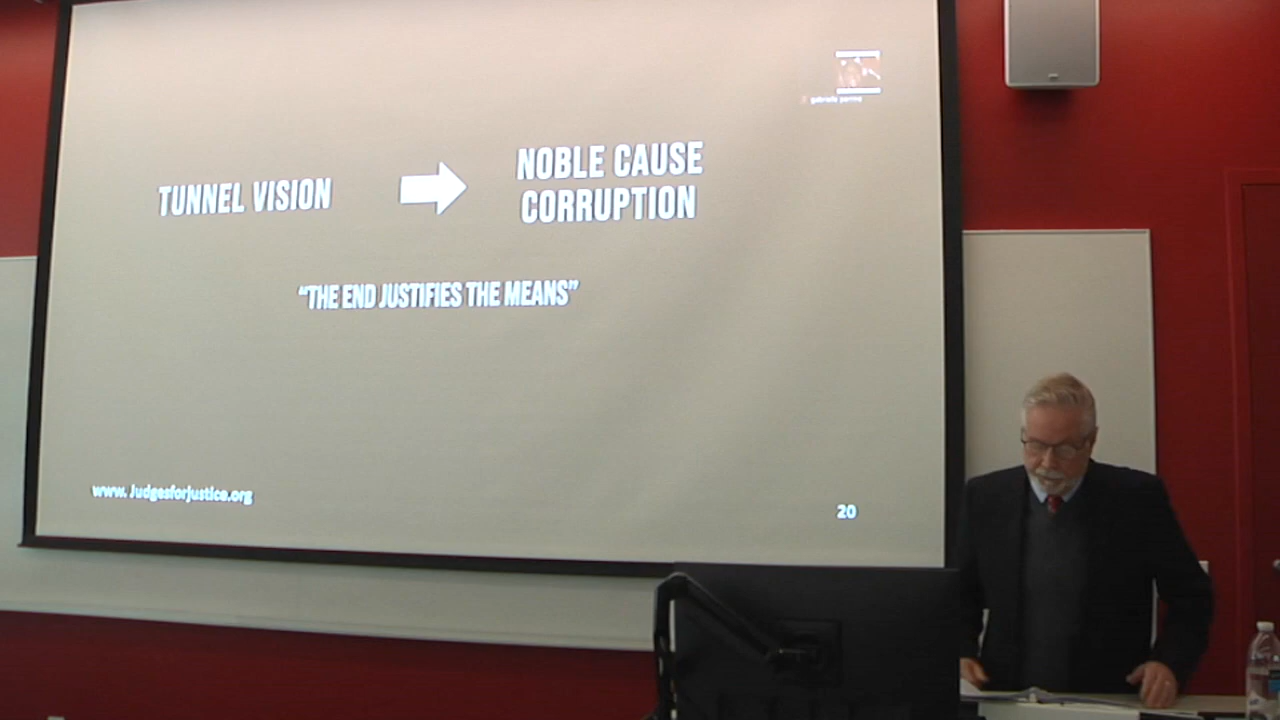 TUNNEL VISION
NOBLE CAUSE
CORRUPTION
“THE END JUSTIFIES THE MEANS”
www. Judgesforjustice.org
20